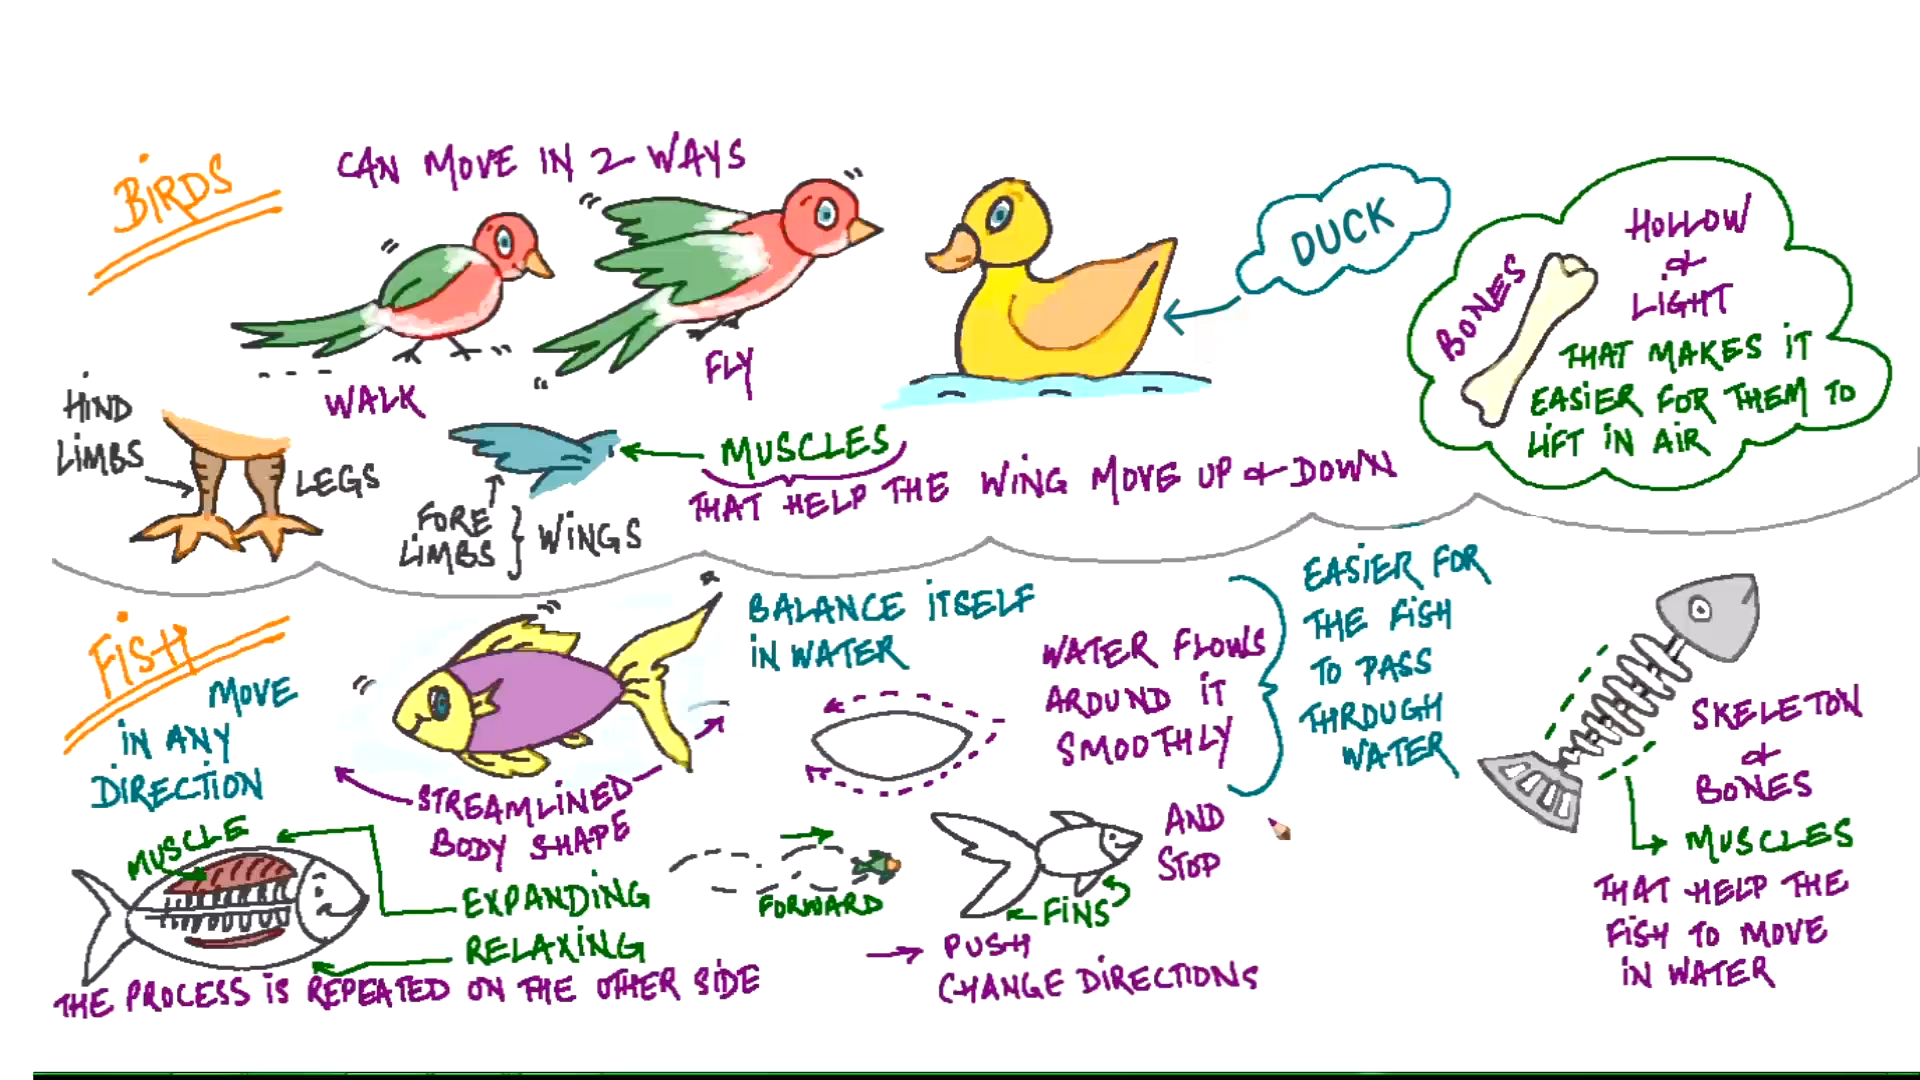 BIRDS
CAN MOVE IN 2 WAYS
WALK
FLY
DUCK
BONES
HOLLOW
&
LIGHT
THAT MAKES IT
EASIER FOR THEM TO
LIFT IN AIR
HIND
LIMBS
LEGS
FORE
LIMBS
WINGS
MUSCLES
THAT HELP THE WING MOVE UP & DOWN
FISH
MOVE
IN ANY
DIRECTION
STREAMLINED
BODY SHAPE
BALANCE ITSELF
IN WATER
WATER FLOWS
AROUND IT
SMOOTHLY
EASIER FOR
THE FISH
TO PASS
THROUGH
WATER
SKELETON
&
BONES
MUSCLES
THAT HELP THE
FISH TO MOVE
IN WATER
MUSCLE
EXPANDING
RELAXING
THE PROCESS IS REPEATED ON THE OTHER SIDE
FORWARD
FINS
PUSH
CHANGE DIRECTIONS
AND
STOP